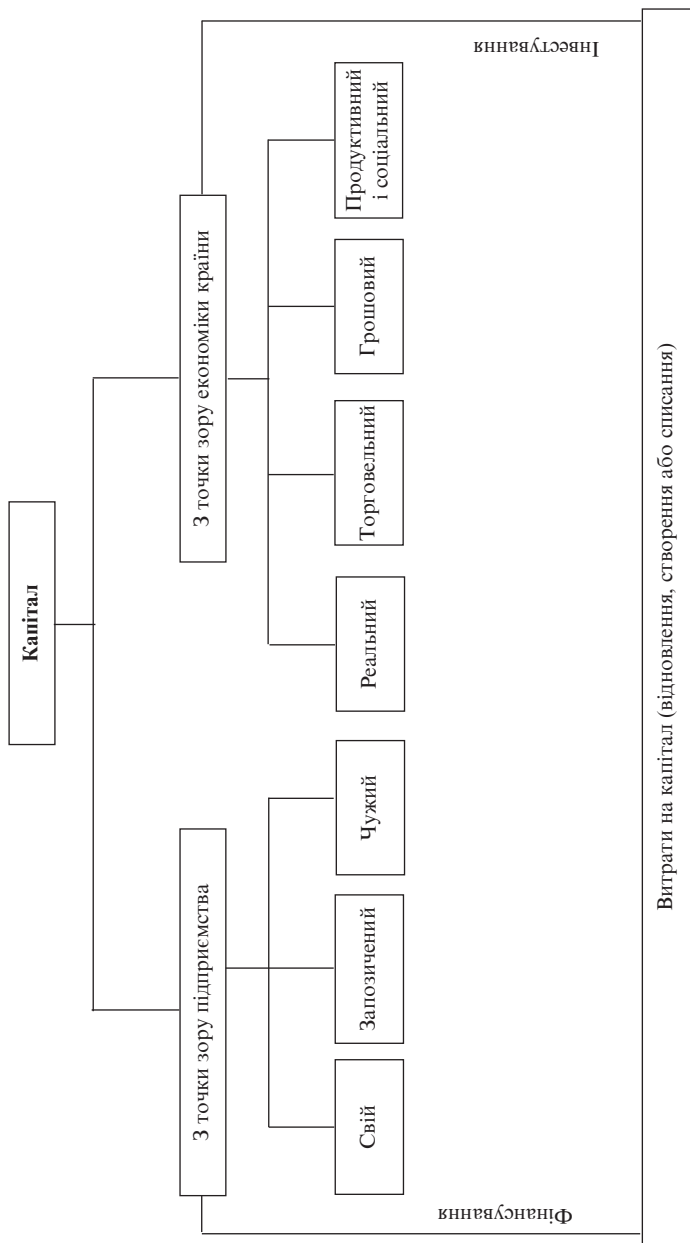 Капітал
З точки зору підприємства
З точки зору економіки країни
Свій
Запозичений
Чужий
Реальний
Торговельний
Грошовий
Продуктивний
і соціальний
Фінансування
Інвестування
Витрати на капітал (відновлення, створення або списання)